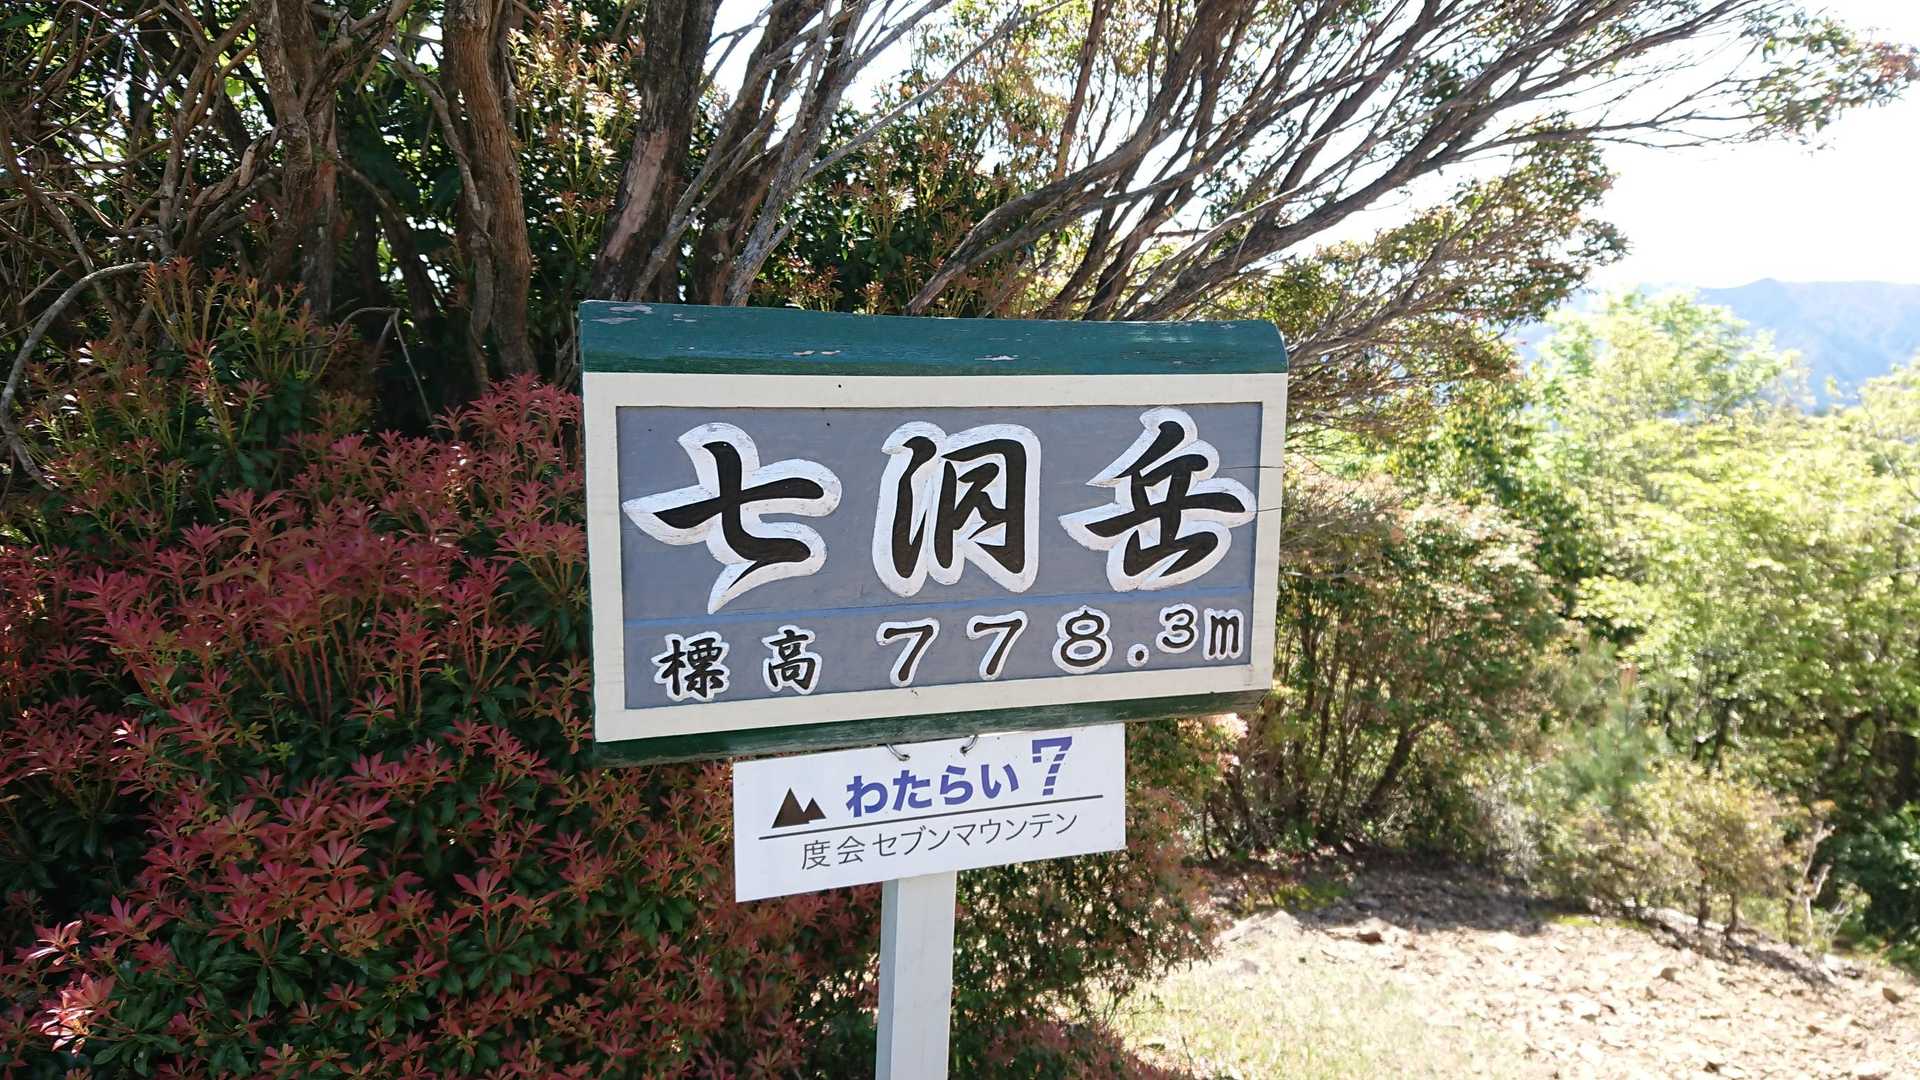 七洞岳
標高 778.3m
わたらい7
度会セブンマウンテン